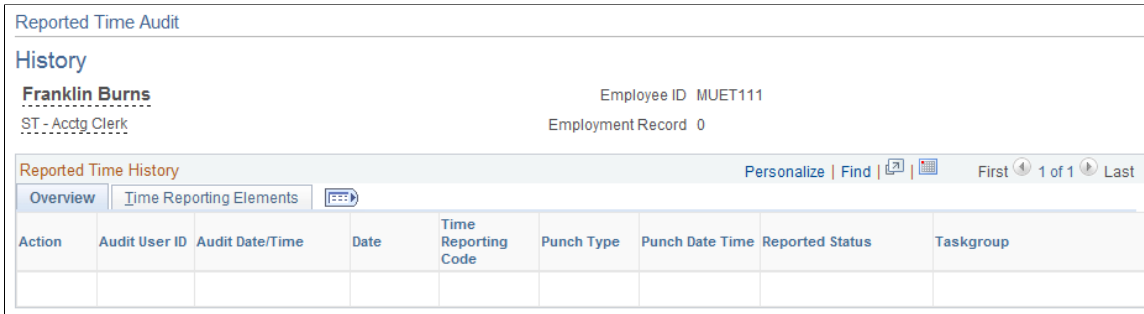 Reported Time Audit
History
Franklin Burns
Employee ID MUET111
ST - Acctg Clerk
Employment Record 0
Reported Time History
Personalize | Find | |
First 1 of 1 Last
Overview
Time Reporting Elements
Action
Audit User ID
Audit Date/Time
Date
Time
Reporting
Code
Punch Type
Punch Date Time
Reported Status
Taskgroup